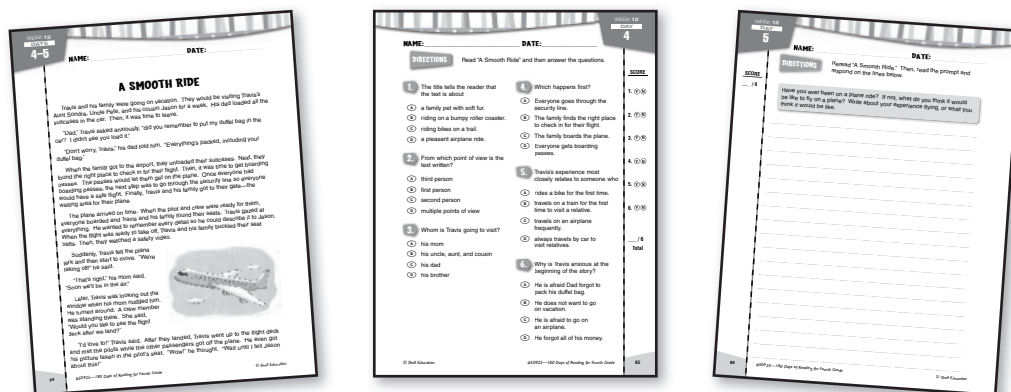 WEEK 12
DAYS
4–5
NAME:
DATE:
A SMOOTH RIDE
Travis and his family were going on vacation. They would be visiting Travis's
Aunt Sondra, Uncle Pete, and his cousin Jason for a week. His dad loaded all the
suitcases in the car. Then, it was time to leave.
"Dad," Travis asked anxiously, "did you remember to put my duffel bag in the
car? I didn't see you load it."
"Don't worry, Travis," his dad told him. "Everything's packed, including your
duffel bag."
When the family got to the airport, they unloaded their suitcases. Next, they
found the right place to check in for their flight. Then, it was time to get boarding
passes. The passes would let them get on the plane. Once everyone had
boarding passes, the next step was to go through the security line so everyone
would have a safe flight. Finally, Travis and his family got to their gate—the
waiting area for their plane.
The plane arrived on time. When the pilot and crew were ready for them,
everyone boarded and Travis and his family found their seats. Travis gazed at
everything. He wanted to remember every detail so he could describe it to Jason.
When the flight was ready to take off, Travis and his family buckled their seat
belts. Then, they watched a safety video.
Suddenly, Travis felt the plane
jerk and then start to move. "We're
taking off!" he said.
"That's right," his mom said.
"Soon we'll be in the air."
Later, Travis was looking out the
window when his mom nudged him.
He turned around. A crew member
was standing there. She said,
"Would you like to see the flight
deck after we land?"
"I'd love to!" Travis said. After they landed, Travis went up to the flight deck
and met the pilots while the other passengers got off the plane. He even got
his picture taken in the pilot's seat. "Wow!" he thought. "Wait until I tell Jason
about this!"
#50925—180 Days of Reading for Fourth Grade
© Shell Education
WEEK 12
DAY
4
NAME:
DATE:
DIRECTIONS Read "A Smooth Ride" and then answer the questions.
SCORE
1. The title tells the reader that
the text is about
A a family pet with soft fur.
B riding on a bumpy roller coaster.
C riding bikes on a trail.
D a pleasant airplane ride.
2. From which point of view is the
text written?
A third person
B first person
C second person
D multiple points of view
3. Whom is Travis going to visit?
A his mom
B his uncle, aunt, and cousin
C his dad
D his brother
4. Which happens first?
A Everyone goes through the
security line.
B The family finds the right place
to check in for their flight.
C The family boards the plane.
D Everyone gets boarding
passes.
5. Travis's experience most
closely relates to someone who
A rides a bike for the first time.
B travels on a train for the first
time to visit a relative.
C travels on an airplane
frequently.
D always travels by car to
visit relatives.
6. Why is Travis anxious at the
beginning of the story?
A He is afraid Dad forgot to
pack his duffel bag.
B He does not want to go
on vacation.
C He is afraid to go on
an airplane.
D He forgot all of his money.
1. Y N
2. Y N
3. Y N
4. Y N
5. Y N
6. Y N
___ / 6
Total
© Shell Education
#50925—180 Days of Reading for Fourth Grade
WEEK 12
DAY
5
NAME:
DATE:
SCORE
___ / 4
DIRECTIONS Reread "A Smooth Ride." Then, read the prompt and
respond on the lines below.
Have you ever been on a plane ride? If not, what do you think it would
be like to fly on a plane? Write about your experience flying, or what you
think it would be like.
#50925—180 Days of Reading for Fourth Grade
© Shell Education